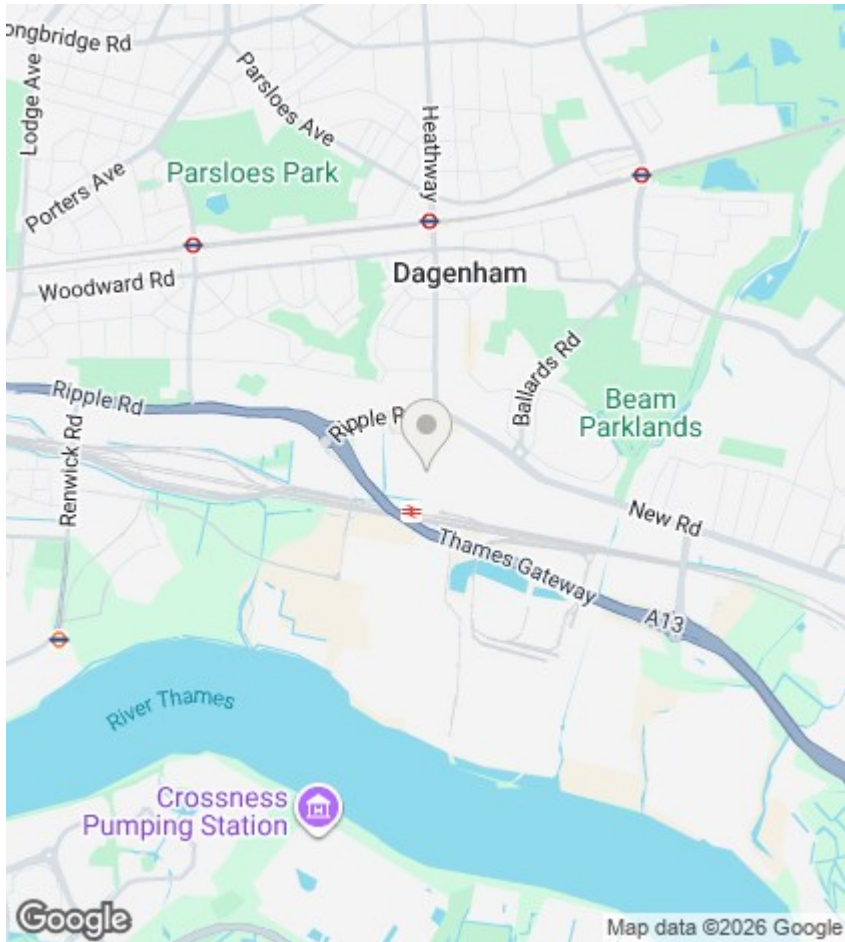 ongbridge Rd
Lodge Ave
Parsloes Ave
Heathway
Parsloes Park
Porters Ave
Dagenham
Woodward Rd
Ballards Rd
Ripple Rd
Ripple R
Beam
Parklands
Renwick Rd
New Rd
Thames Gateway
A13
River Thames
Crossness
Pumping Station
Google
Map data ©2026 Google